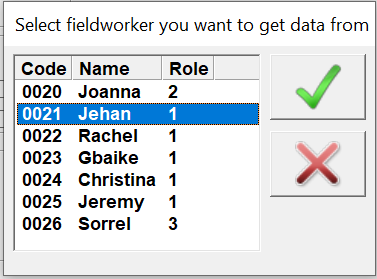 Select fieldworker you want to get data from
Code Name Role
0020 Joanna 2
0021 Jehan 1
0022 Rachel 1
0023 Gbaike 1
0024 Christina 1
0025 Jeremy 1
0026 Sorrel 3